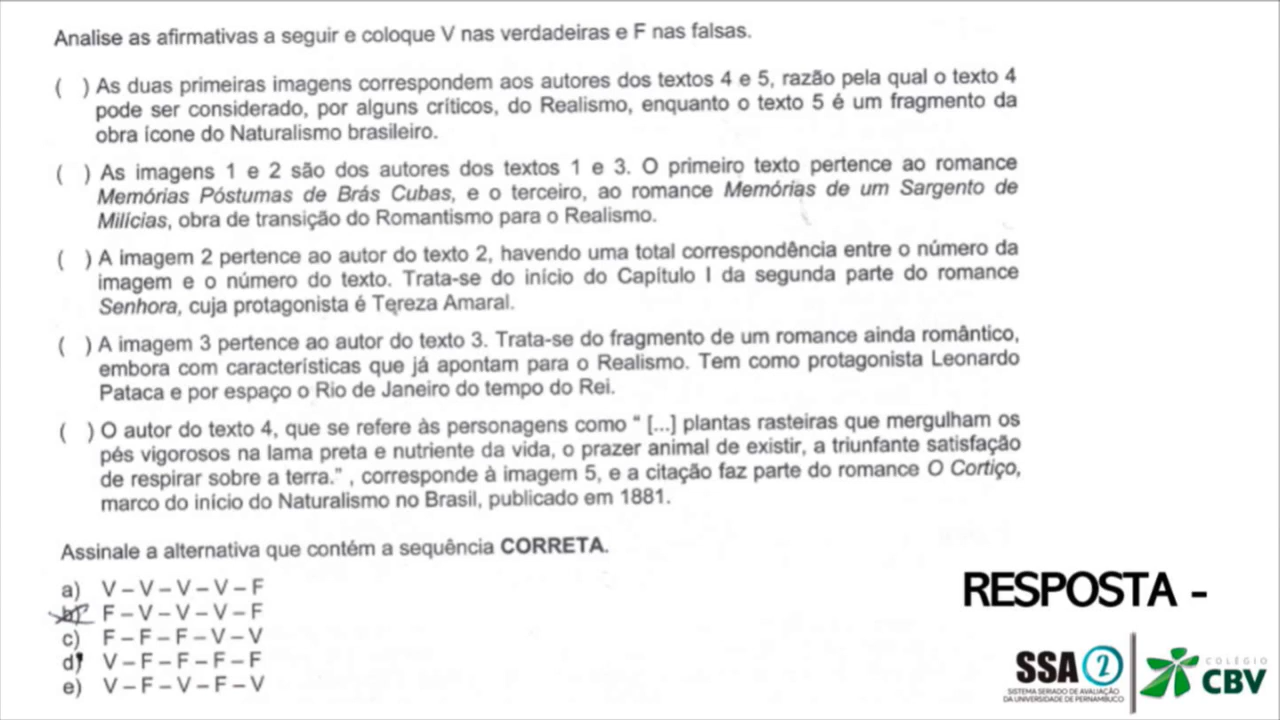 Analise as afirmativas a seguir e coloque V nas verdadeiras e F nas falsas.
( ) As duas primeiras imagens correspondem aos autores dos textos 4 e 5, razão pela qual o texto 4
pode ser considerado, por alguns críticos, do Realismo, enquanto o texto 5 é um fragmento da
obra ícone do Naturalismo brasileiro.
( ) As imagens 1 e 2 são dos autores dos textos 1 e 3. O primeiro texto pertence ao romance
Memórias Póstumas de Brás Cubas, e o terceiro, ao romance Memórias de um Sargento de
Milícias, obra de transição do Romantismo para o Realismo.
( ) A imagem 2 pertence ao autor do texto 2, havendo uma total correspondência entre o número da
imagem e o número do texto. Trata-se do início do Capítulo I da segunda parte do romance
Senhora, cuja protagonista é Tereza Amaral.
( ) A imagem 3 pertence ao autor do texto 3. Trata-se do fragmento de um romance ainda romântico,
embora com características que já apontam para o Realismo. Tem como protagonista Leonardo
Pataca e por espaço o Rio de Janeiro do tempo do Rei.
( ) O autor do texto 4, que se refere às personagens como “ [...] plantas rasteiras que mergulham os
pés vigorosos na lama preta e nutriente da vida, o prazer animal de existir, a triunfante satisfação
de respirar sobre a terra.” , corresponde à imagem 5, e a citação faz parte do romance O Cortiço,
marco do início do Naturalismo no Brasil, publicado em 1881.
Assinale a alternativa que contém a sequência CORRETA.
a) V – V – V – V – F
b) F – V – V – V – F
c) F – F – F – V – V
d) V – F – F – F – F
e) V – F – V – F – V
RESPOSTA -
SSA 2
SISTEMA SERIADO DE AVALIAÇÃO
DA UNIVERSIDADE DE PERNAMBUCO
COLÉGIO
CBV